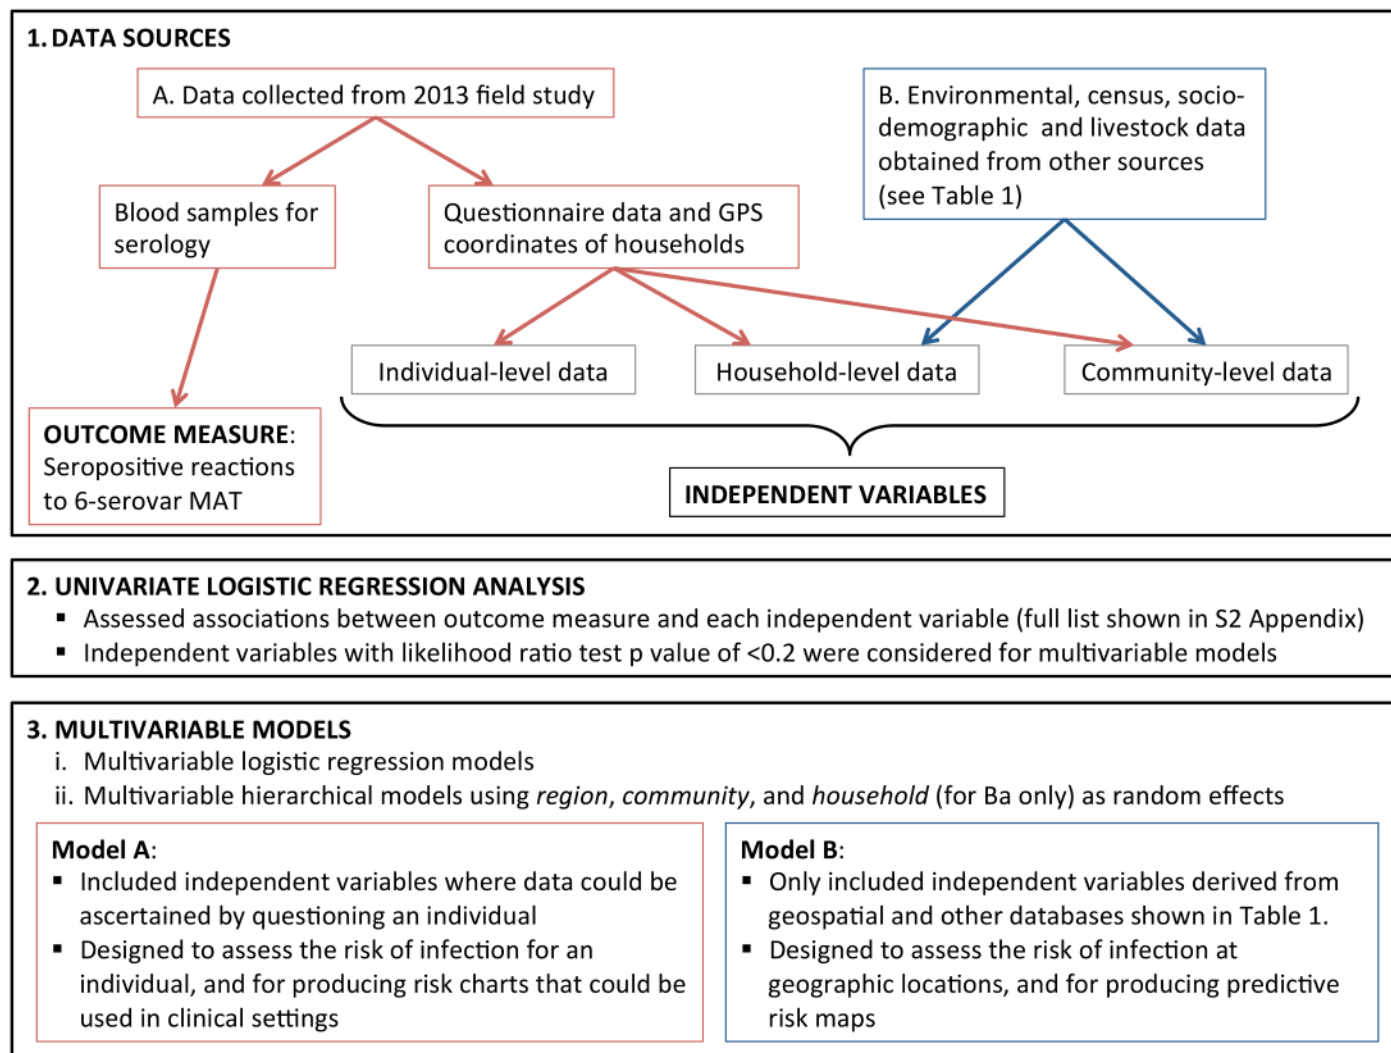 1. DATA SOURCES
A. Data collected from 2013 field study
B. Environmental, census, socio-
demographic and livestock data
obtained from other sources
(see Table 1)
Blood samples for
serology
Questionnaire data and GPS
coordinates of households
Individual-level data
Household-level data
Community-level data
OUTCOME MEASURE:
Seropositive reactions
to 6-serovar MAT
INDEPENDENT VARIABLES
2. UNIVARIATE LOGISTIC REGRESSION ANALYSIS
▪ Assessed associations between outcome measure and each independent variable (full list shown in S2 Appendix)
▪ Independent variables with likelihood ratio test p value of <0.2 were considered for multivariable models
3. MULTIVARIABLE MODELS
i. Multivariable logistic regression models
ii. Multivariable hierarchical models using region, community, and household (for Ba only) as random effects
Model A:
▪ Included independent variables where data could be
ascertained by questioning an individual
▪ Designed to assess the risk of infection for an
individual, and for producing risk charts that could be
used in clinical settings
Model B:
▪ Only included independent variables derived from
geospatial and other databases shown in Table 1.
▪ Designed to assess the risk of infection at
geographic locations, and for producing predictive
risk maps